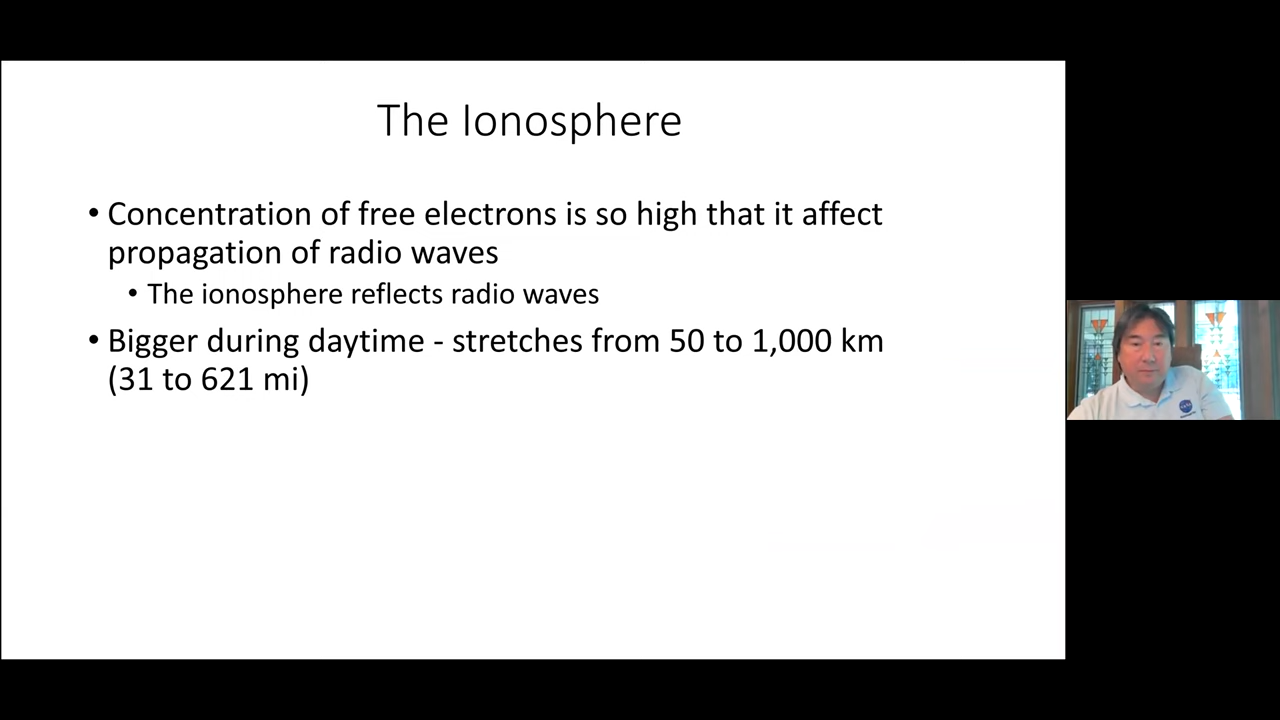 The Ionosphere
• Concentration of free electrons is so high that it affect
propagation of radio waves
• The ionosphere reflects radio waves
• Bigger during daytime - stretches from 50 to 1,000 km
(31 to 621 mi)